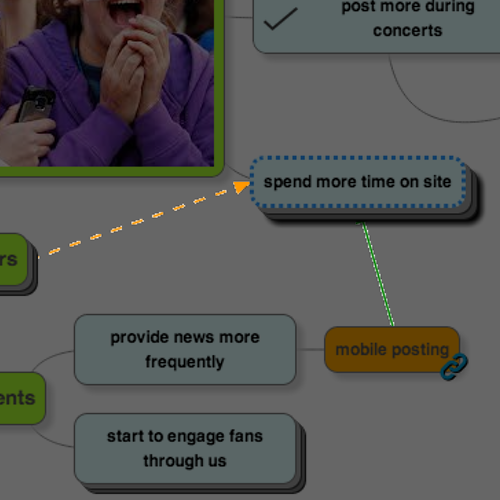 post more during
concerts
spend more time on site
rs
provide news more
frequently
mobile posting
ents
start to engage fans
through us